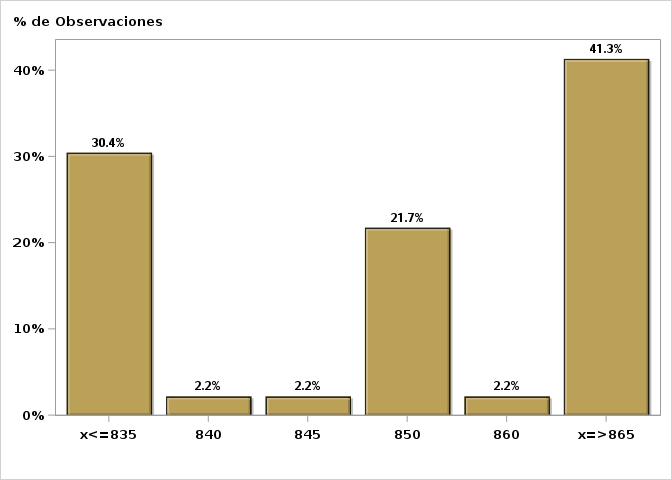 % de Observaciones
41.3%
40%
30.4%
30%
21.7%
20%
10%
2.2% 2.2% 2.2%
0%
x<=835 840 845 850 860 x=>865